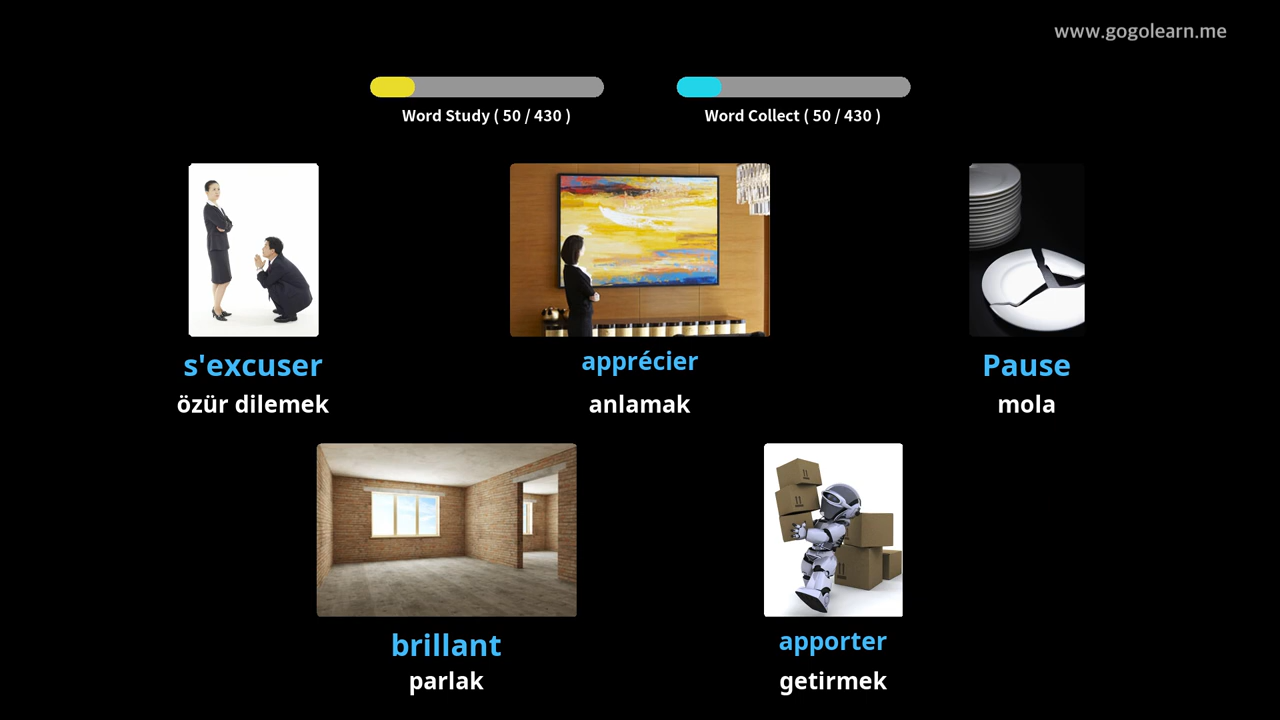 www.gogolearn.me
Word Study ( 50 / 430 )
Word Collect ( 50 / 430 )
s'excuser
özür dilemek
apprécier
anlamak
Pause
mola
brillant
parlak
apporter
getirmek